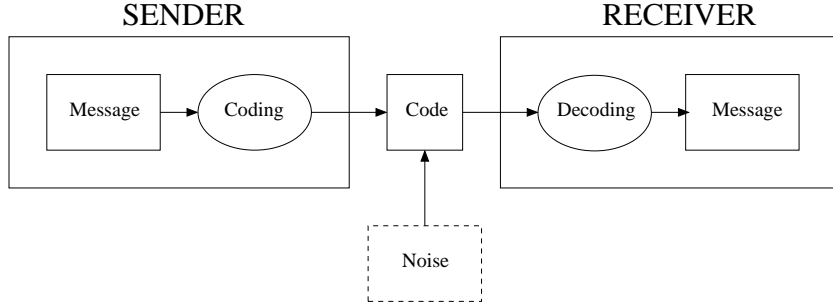 SENDER
RECEIVER
Message
Coding
Code
Decoding
Message
Noise